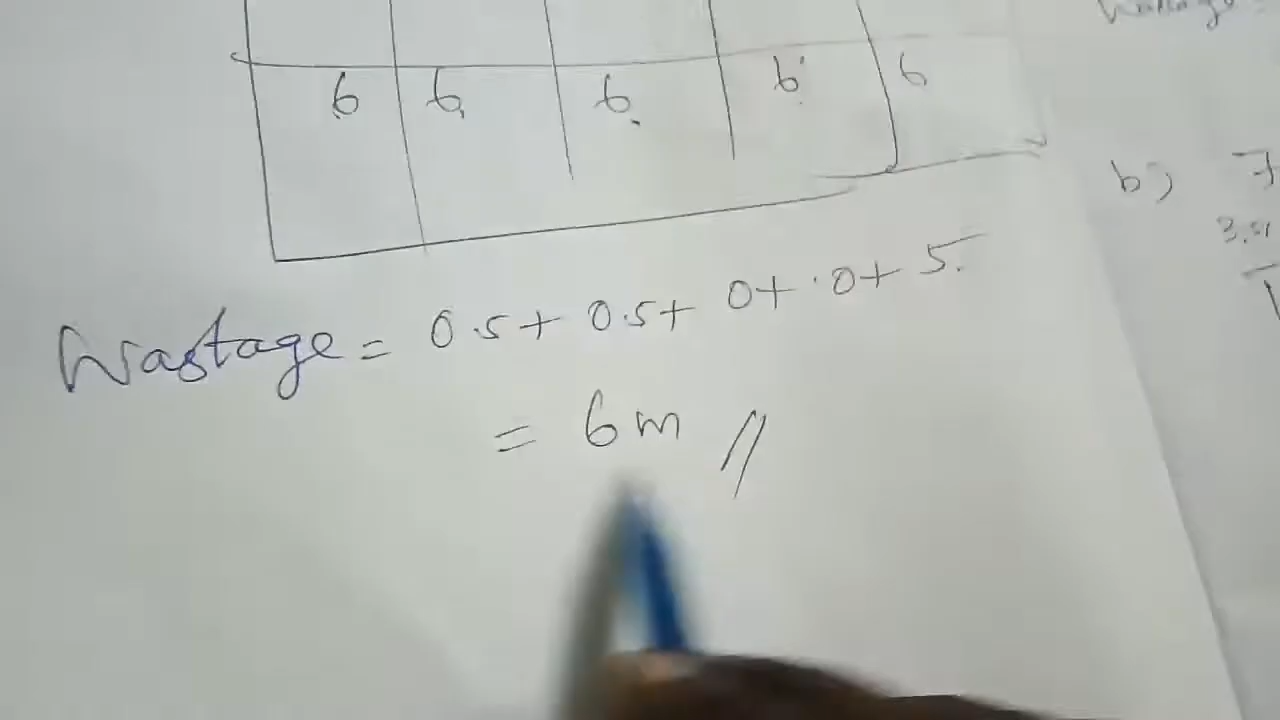 6 6 6 6 6
Wastage = 0.5 + 0.5 + 0 + 0 + 5.
= 6m //
b)